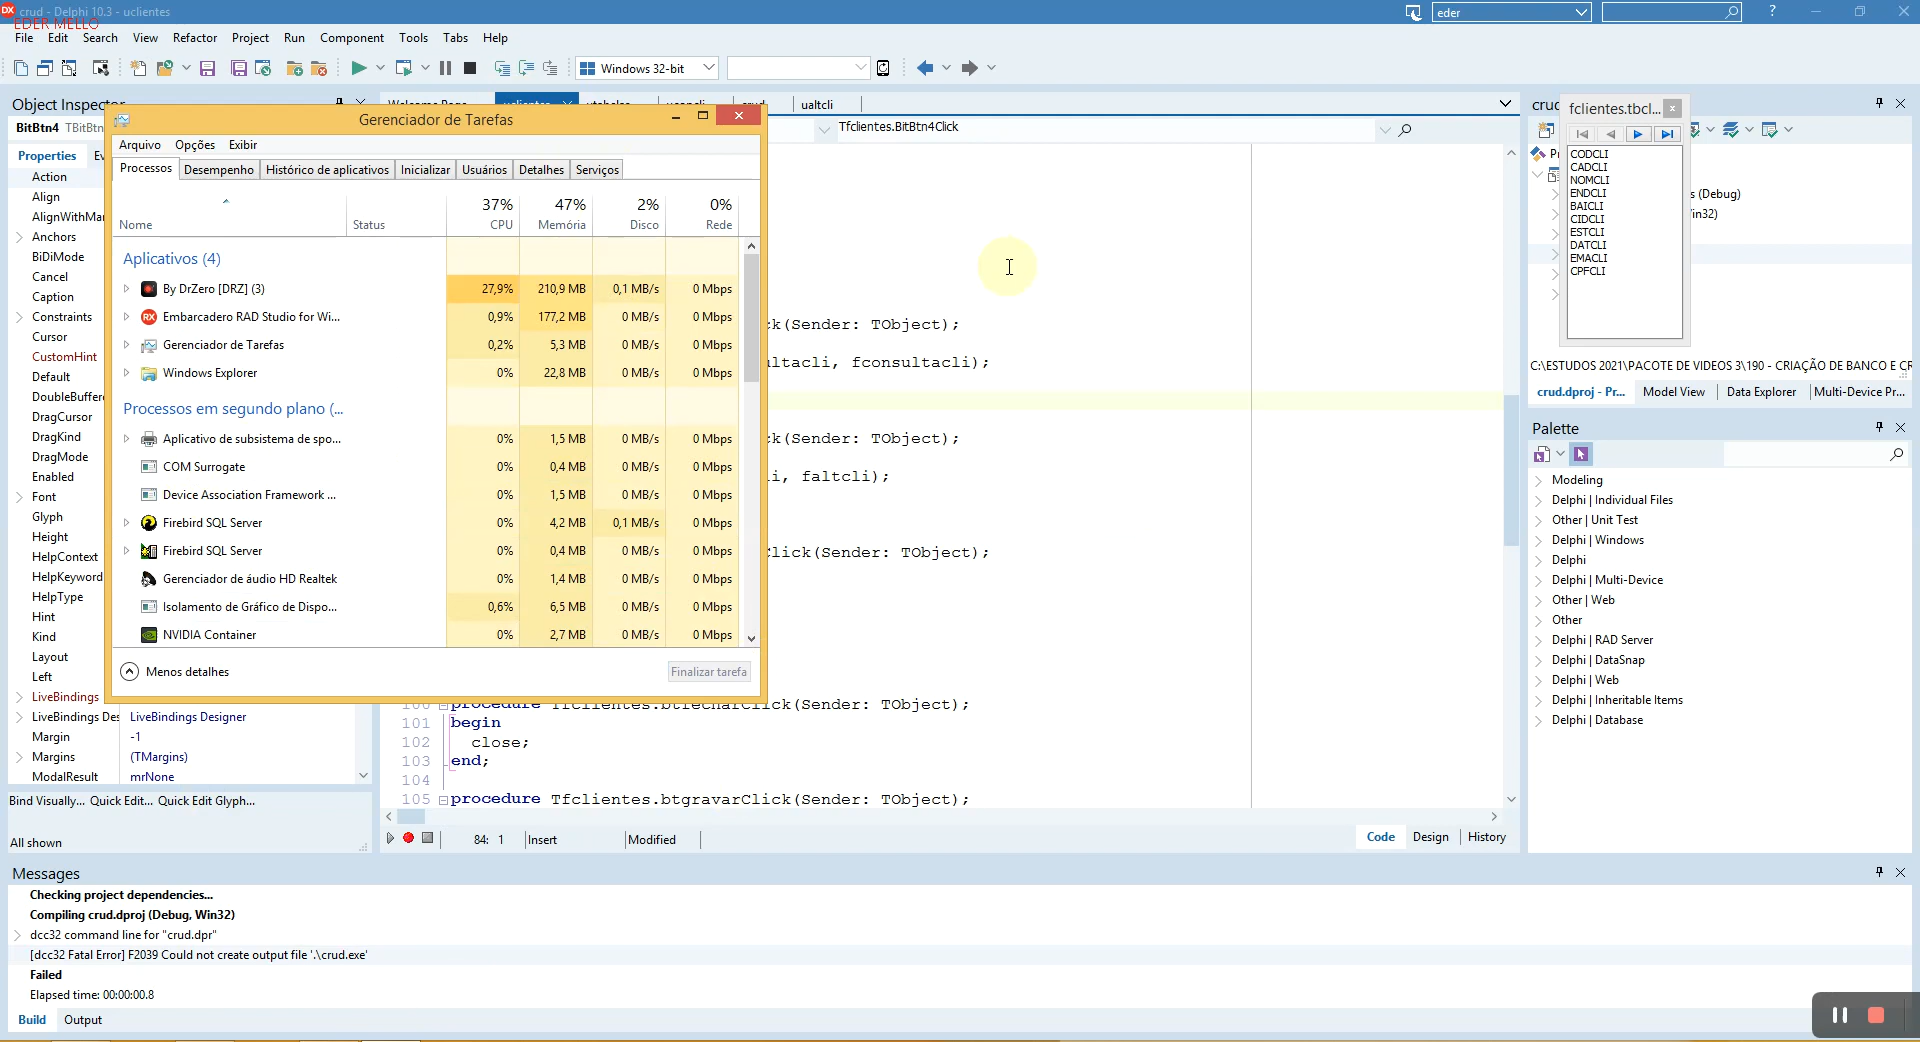 crud - Delphi 10.3 - uclientes
EDER MELLO
eder
?
File Edit Search View Refactor Project Run Component Tools Tabs Help
Windows 32-bit
Object Inspector
BitBtn4 TBitBtn
Properties Ev
Action
Align
AlignWithMar
Anchors
BiDiMode
Cancel
Caption
Constraints
Cursor
CustomHint
Default
DoubleBuffere
DragCursor
DragKind
DragMode
Enabled
Font
Glyph
Height
HelpContext
HelpKeyword
HelpType
Hint
Kind
Layout
Left
LiveBindings
LiveBindings Des LiveBindings Designer
Margin -1
Margins (TMargins)
ModalResult mrNone
Bind Visually... Quick Edit... Quick Edit Glyph...
All shown
Gerenciador de Tarefas
Arquivo Opções Exibir
Processos Desempenho Histórico de aplicativos Inicializar Usuários Detalhes Serviços
37% 47% 2% 0%
Nome Status CPU Memória Disco Rede
Aplicativos (4)
By DrZero [DRZ] (3) 27,9% 210,9 MB 0,1 MB/s 0 Mbps
Embarcadero RAD Studio for Wi... 0,9% 177,2 MB 0 MB/s 0 Mbps
Gerenciador de Tarefas 0,2% 5,3 MB 0 MB/s 0 Mbps
Windows Explorer 0% 22,8 MB 0 MB/s 0 Mbps
Processos em segundo plano (...
Aplicativo de subsistema de spo... 0% 1,5 MB 0 MB/s 0 Mbps
COM Surrogate 0% 0,4 MB 0 MB/s 0 Mbps
Device Association Framework ... 0% 1,5 MB 0 MB/s 0 Mbps
Firebird SQL Server 0% 4,2 MB 0,1 MB/s 0 Mbps
Firebird SQL Server 0% 0,4 MB 0 MB/s 0 Mbps
Gerenciador de áudio HD Realtek 0% 1,4 MB 0 MB/s 0 Mbps
Isolamento de Gráfico de Dispo... 0,6% 6,5 MB 0 MB/s 0 Mbps
NVIDIA Container 0% 2,7 MB 0 MB/s 0 Mbps
Menos detalhes Finalizar tarefa
ualtcli
Tfclientes.BitBtn4Click
k(Sender: TObject);
ultacli, fconsultacli);
k(Sender: TObject);
i, faltcli);
Click(Sender: TObject);
100 procedure Tfclientes.btfecharClick(Sender: TObject);
101 begin
102 close;
103 end;
104
105 procedure Tfclientes.btgravarClick(Sender: TObject);
84: 1 Insert Modified
Code Design History
crud
fclientes.tbcl...
CODCLI
CADCLI
NOMCLI
ENDCLI
BAICLI
CIDCLI
ESTCLI
DATCLI
EMACLI
CPFCLI
s (Debug)
in32)
C:\ESTUDOS 2021\PACOTE DE VIDEOS 3\190 - CRIAÇÃO DE BANCO E CR
crud.dproj - Pr... Model View Data Explorer Multi-Device Pr...
Palette
Modeling
Delphi | Individual Files
Other | Unit Test
Delphi | Windows
Delphi
Delphi | Multi-Device
Other | Web
Other
Delphi | RAD Server
Delphi | DataSnap
Delphi | Web
Delphi | Inheritable Items
Delphi | Database
Messages
Checking project dependencies...
Compiling crud.dproj (Debug, Win32)
dcc32 command line for "crud.dpr"
[dcc32 Fatal Error] F2039 Could not create output file '.\crud.exe'
Failed
Elapsed time: 00:00:00.8
Build Output